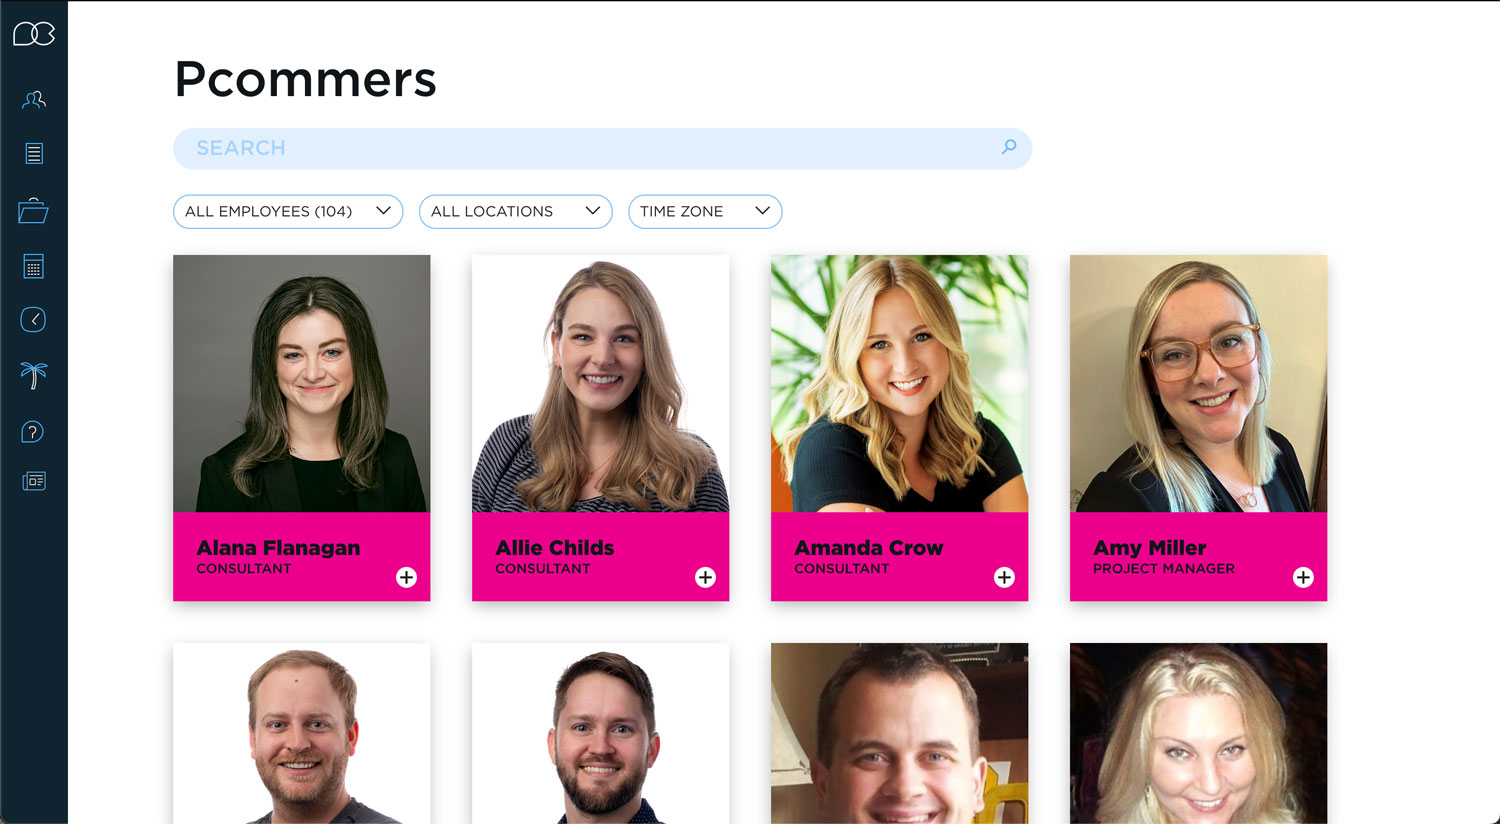 Pcommers
SEARCH
ALL EMPLOYEES (104)
ALL LOCATIONS
TIME ZONE
Alana Flanagan
CONSULTANT
Allie Childs
CONSULTANT
Amanda Crow
CONSULTANT
Amy Miller
PROJECT MANAGER